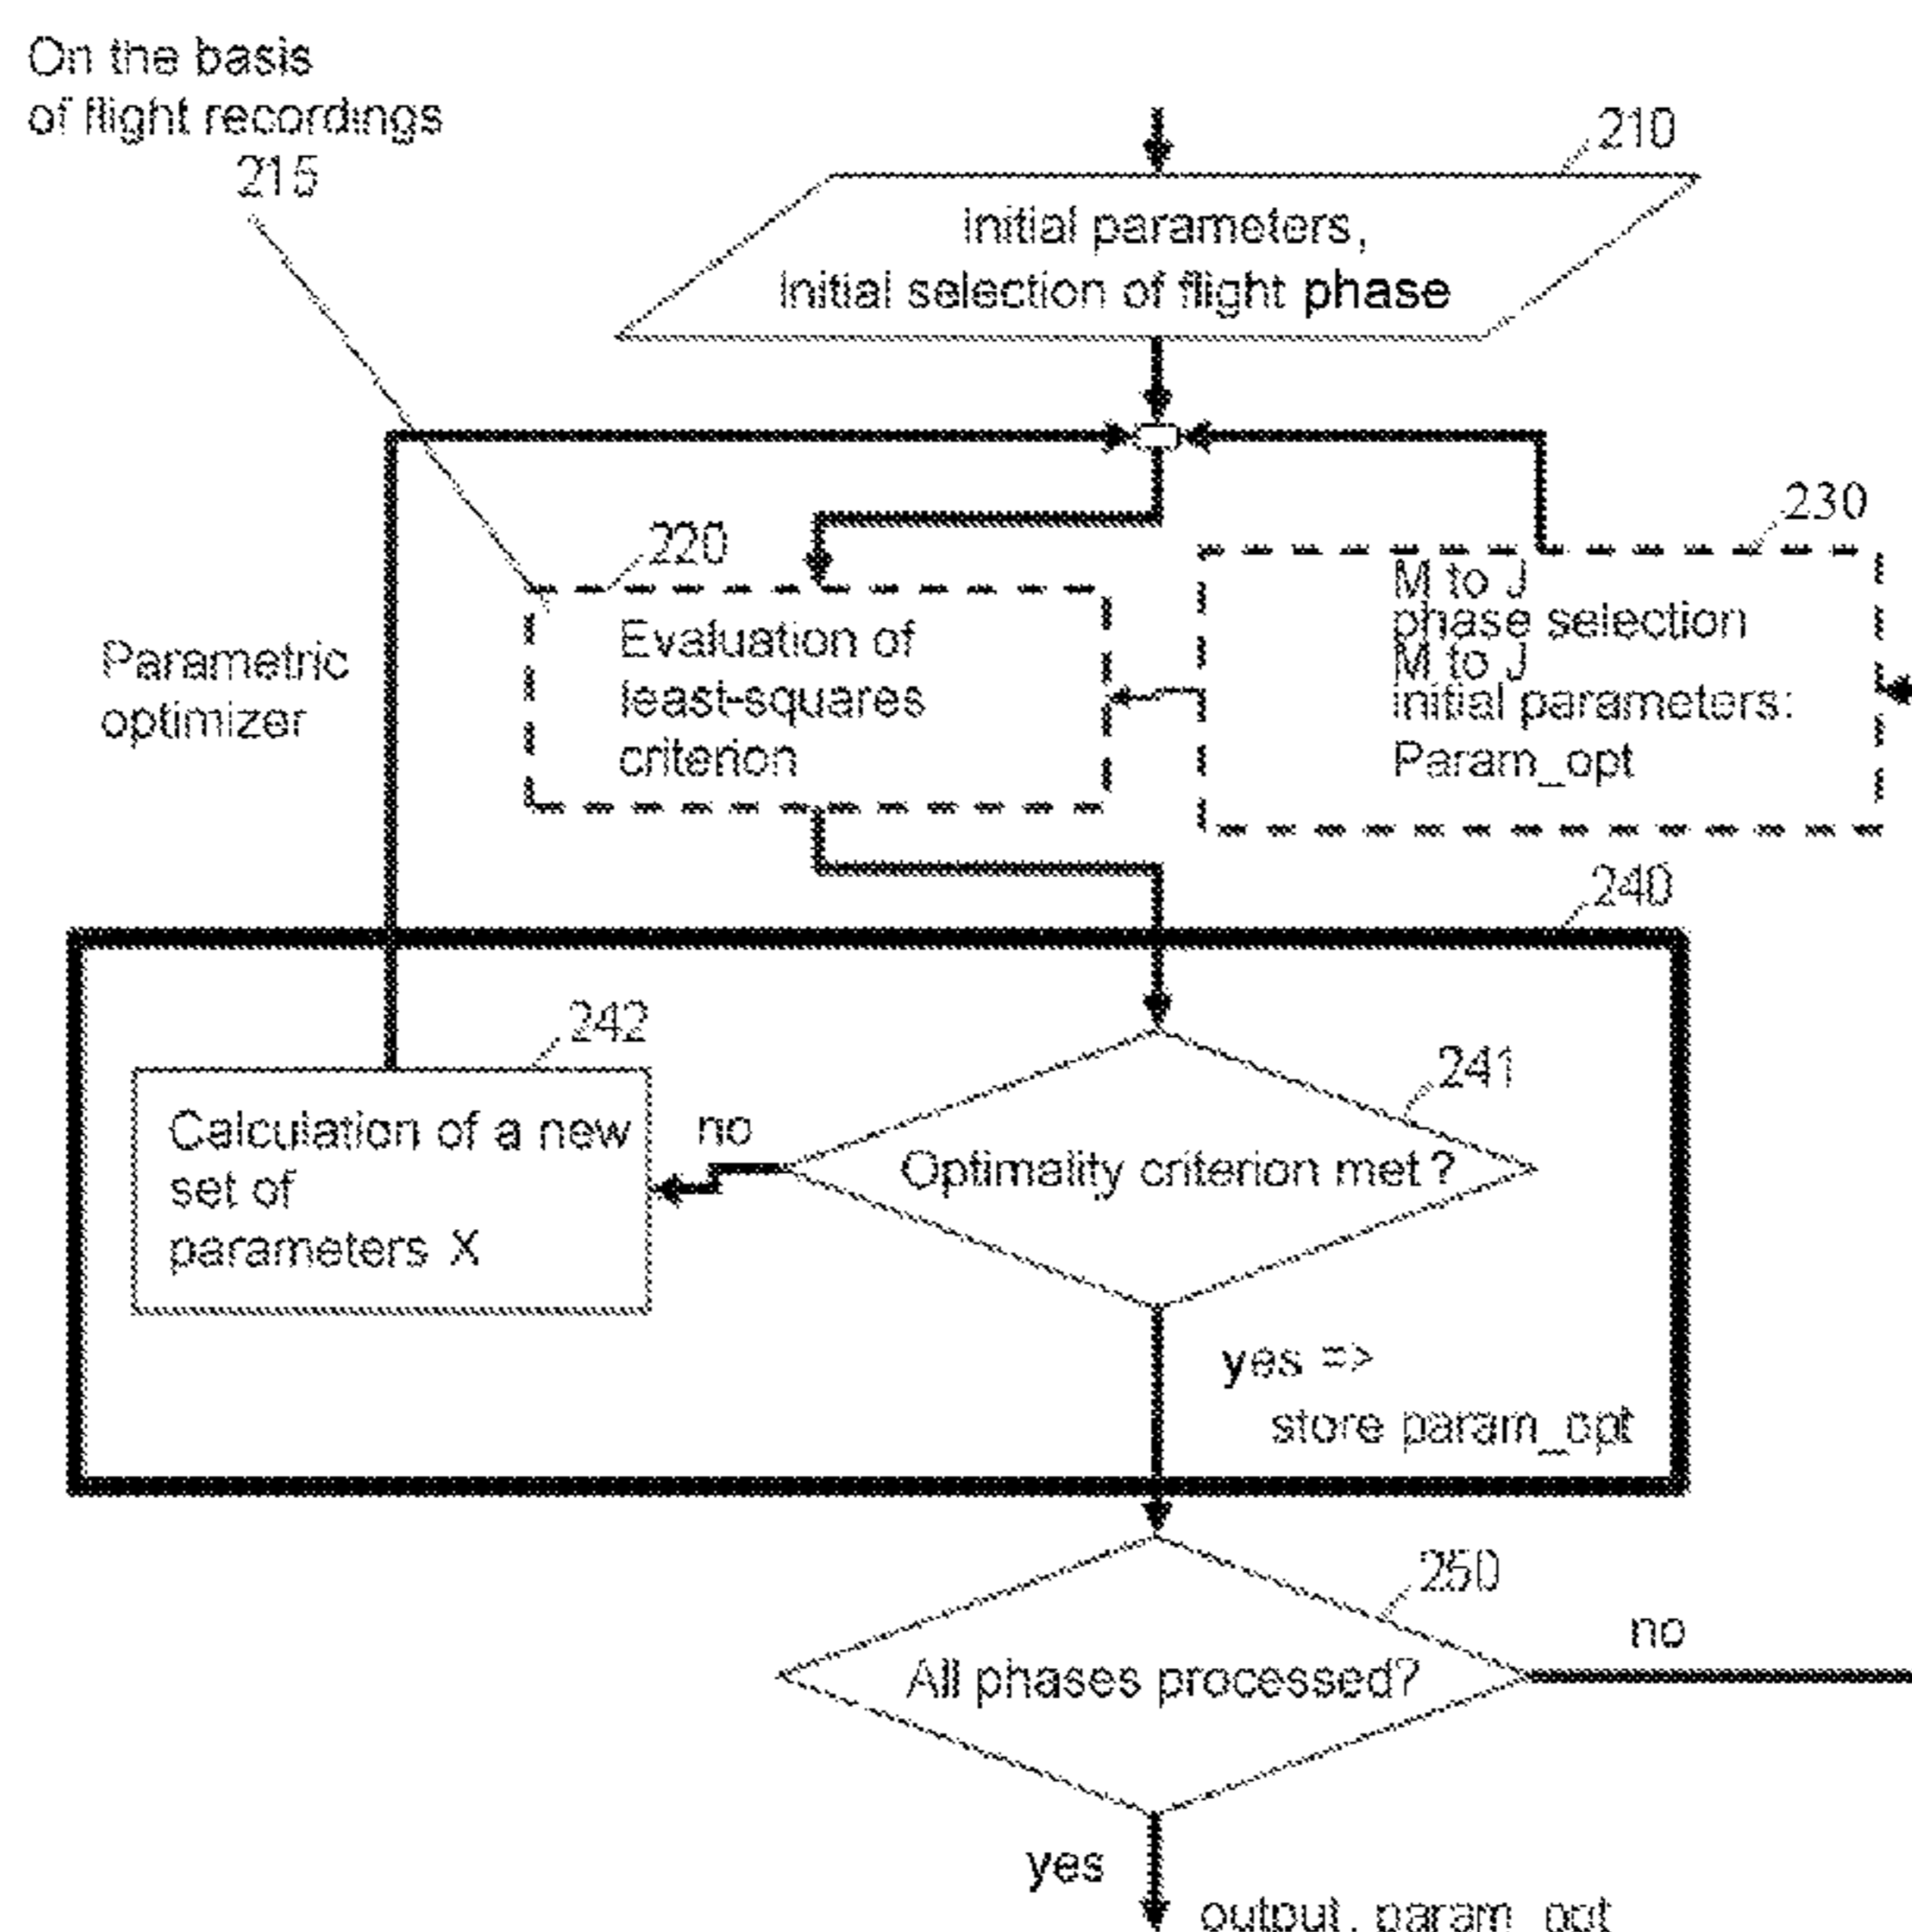 On the basis
of flight recordings
215
210
Initial parameters,
Initial selection of flight phase
230
M to J
phase selection
M to J
initial parameters:
Param_opt
220
Evaluation of
least-squares
criterion
Parametric
optimizer
240
242
Calculation of a new
set of
parameters X
no
241
Optimality criterion met?
yes =>
store param_opt
250
All phases processed?
no
yes
output, param_opt